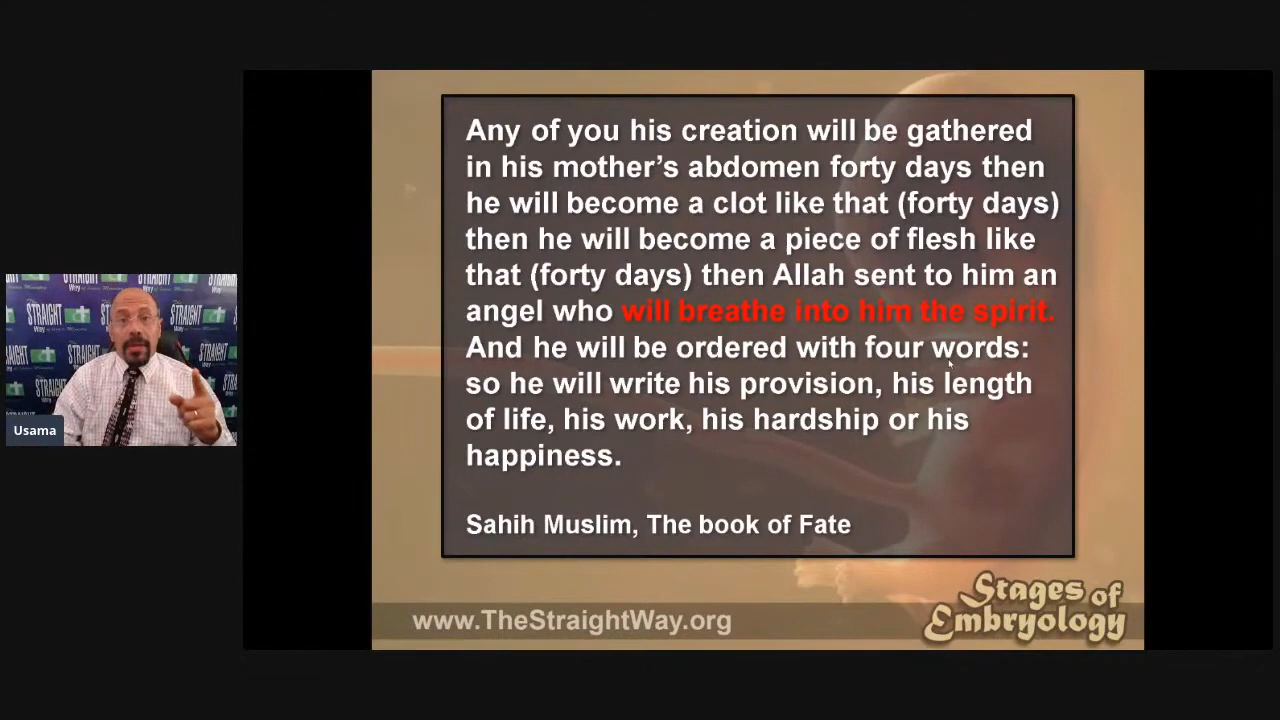 Any of you his creation will be gathered
in his mother’s abdomen forty days then
he will become a clot like that (forty days)
then he will become a piece of flesh like
that (forty days) then Allah sent to him an
angel who will breathe into him the spirit.
And he will be ordered with four words:
so he will write his provision, his length
of life, his work, his hardship or his
happiness.
Sahih Muslim, The book of Fate
www.TheStraightWay.org
Stages of
Embryology
STRAIGHT
STRAIGHT
Usama